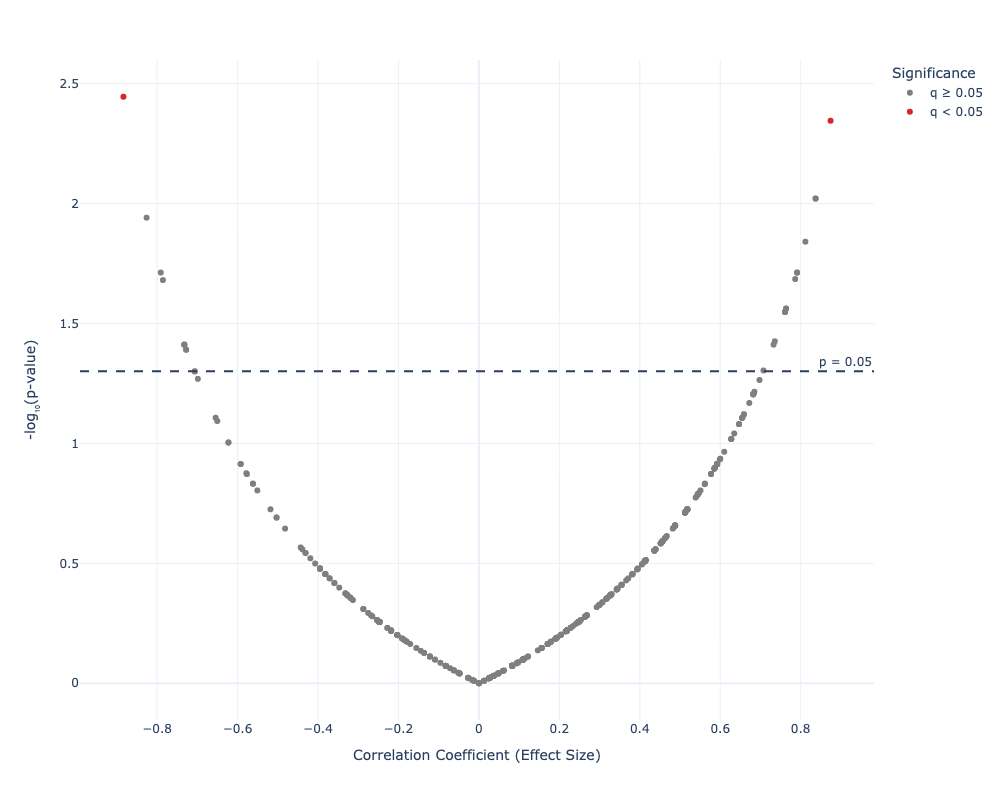 Significance
q ≥ 0.05
q < 0.05
2.5
2
1.5
1
0.5
0
p = 0.05
-log₁₀(p-value)
−0.8
−0.6
−0.4
−0.2
0
0.2
0.4
0.6
0.8
Correlation Coefficient (Effect Size)